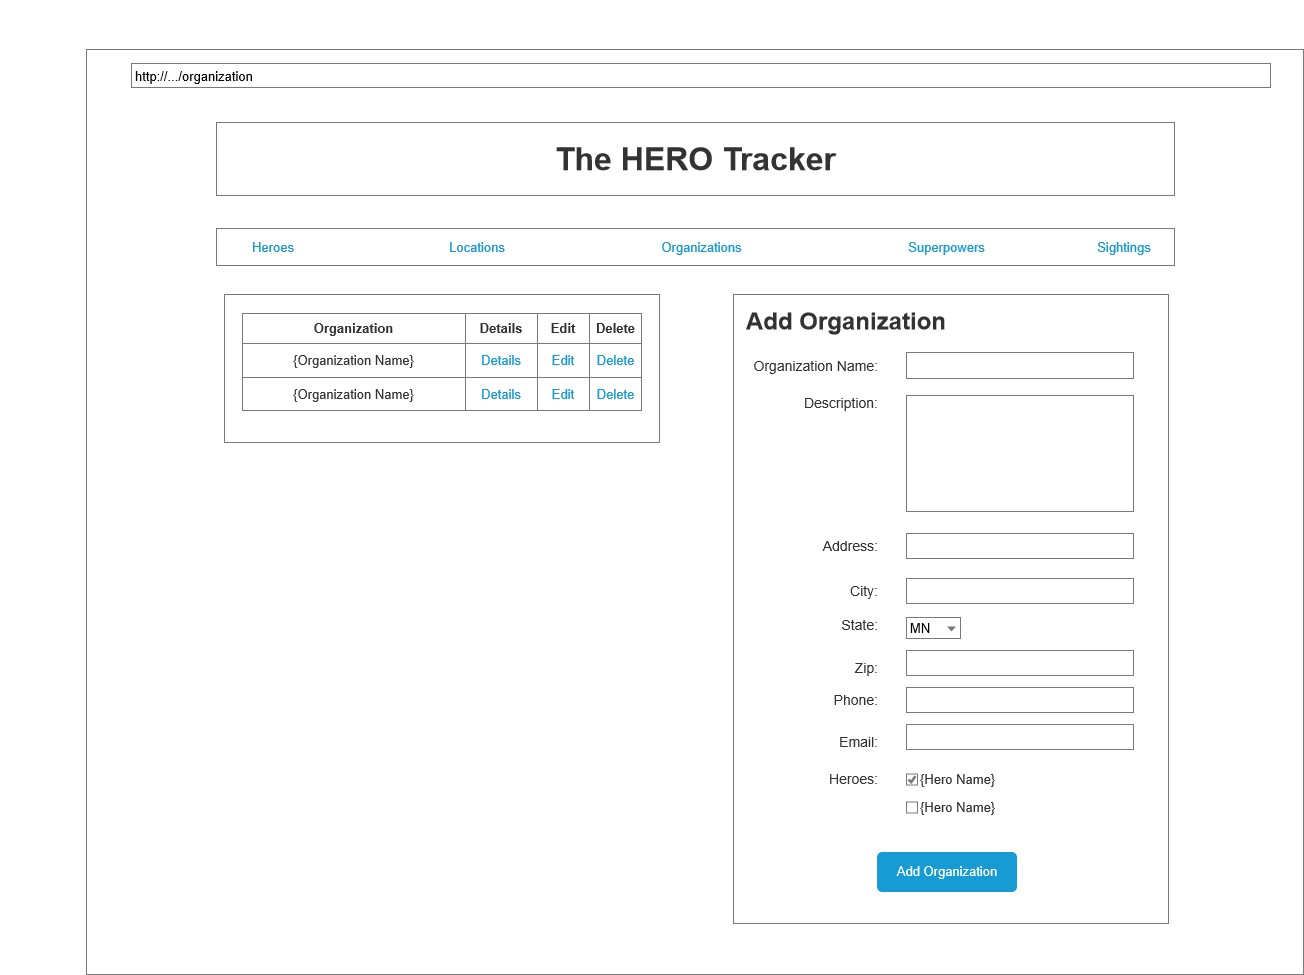 http://.../organization
The HERO Tracker
Heroes Locations Organizations Superpowers Sightings
Organization Details Edit Delete
{Organization Name} Details Edit Delete
{Organization Name} Details Edit Delete
Add Organization
Organization Name:
Description:
Address:
City:
State: MN
Zip:
Phone:
Email:
Heroes: {Hero Name}
{Hero Name}
Add Organization